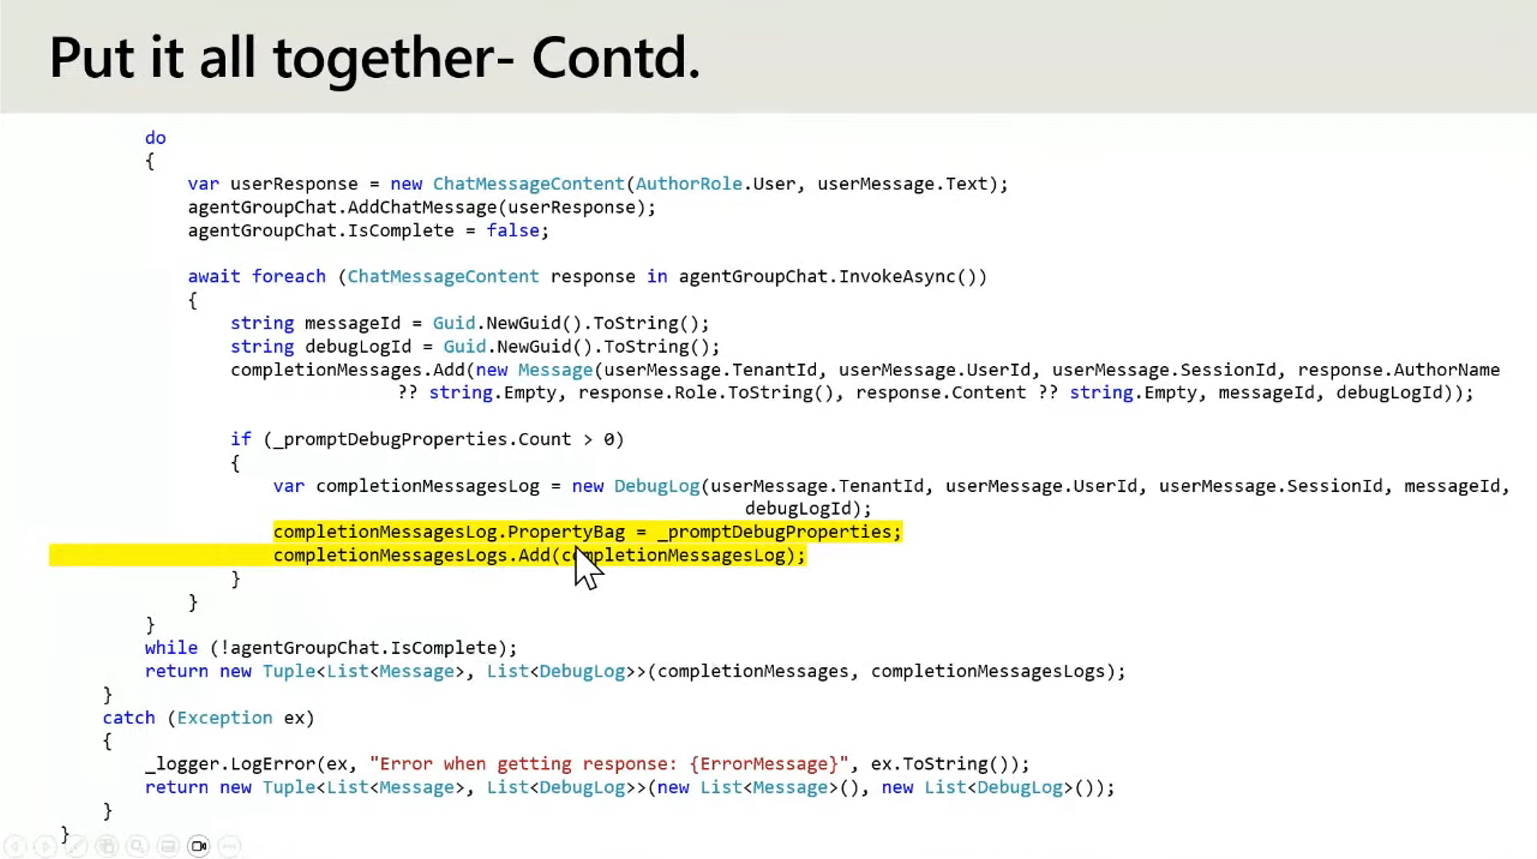 Put it all together- Contd.
do
{
var userResponse = new ChatMessageContent(AuthorRole.User, userMessage.Text);
agentGroupChat.AddChatMessage(userResponse);
agentGroupChat.IsComplete = false;
await foreach (ChatMessageContent response in agentGroupChat.InvokeAsync())
{
string messageId = Guid.NewGuid().ToString();
string debugLogId = Guid.NewGuid().ToString();
completionMessages.Add(new Message(userMessage.TenantId, userMessage.UserId, userMessage.SessionId, response.AuthorName
?? string.Empty, response.Role.ToString(), response.Content ?? string.Empty, messageId, debugLogId));
if (_promptDebugProperties.Count > 0)
{
var completionMessagesLog = new DebugLog(userMessage.TenantId, userMessage.UserId, userMessage.SessionId, messageId,
debugLogId);
completionMessagesLog.PropertyBag = _promptDebugProperties;
completionMessagesLogs.Add(completionMessagesLog);
}
}
}
while (!agentGroupChat.IsComplete);
return new Tuple<List<Message>, List<DebugLog>>(completionMessages, completionMessagesLogs);
}
catch (Exception ex)
{
_logger.LogError(ex, "Error when getting response: {ErrorMessage}", ex.ToString());
return new Tuple<List<Message>, List<DebugLog>>(new List<Message>(), new List<DebugLog>());
}
}